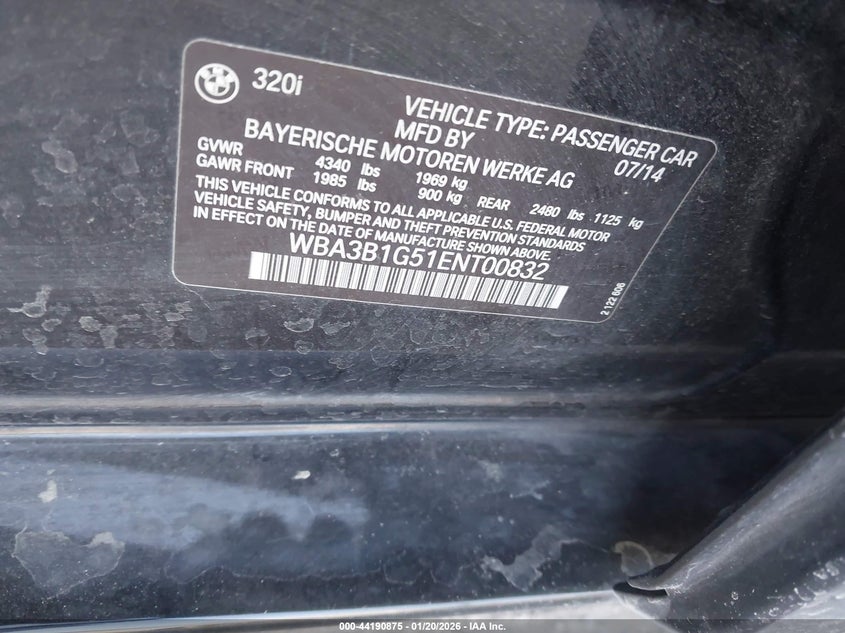 320i
VEHICLE TYPE: PASSENGER CAR
MFD BY 07/14
BAYERISCHE MOTOREN WERKE AG
GVWR 4340 lbs 1969 kg
GAWR FRONT 1985 lbs 900 kg REAR 2480 lbs 1125 kg
THIS VEHICLE CONFORMS TO ALL APPLICABLE U.S. FEDERAL MOTOR
VEHICLE SAFETY, BUMPER AND THEFT PREVENTION STANDARDS
IN EFFECT ON THE DATE OF MANUFACTURE SHOWN ABOVE.
WBA3B1G51ENT00832
2 122 606
000-44190875 - 01/20/2026 - IAA Inc.